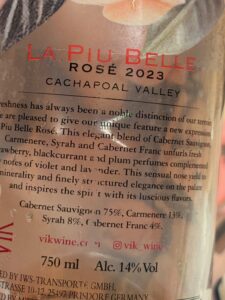 LA PIU BELLE
ROSÉ 2023
CACHAPOAL VALLEY
freshness has always been a noble distinction of our terroir
are pleased to give our unique feature a new expression
Piu Belle Rosé. This elegant blend of Cabernet Sauvignon,
Carmenere, Syrah and Cabernet Franc unfurls fresh
strawberry, blackcurrant and plum perfumes complemented
notes of violet and lavender. This sensual rosé yields
minerality and finely structured elegance on the palate
and inspires the spirit with its luscious flavors.
Cabernet Sauvignon 75%, Carmenere 13%,
Syrah 8%, Cabernet Franc 4%.
VIK
vikwine.com vik_wine
750 ml Alc. 14% Vol
ED BY IWS-TRANSPORT GMBH,
STRASSE 10-12, 25497 PRISDORF GERMANY